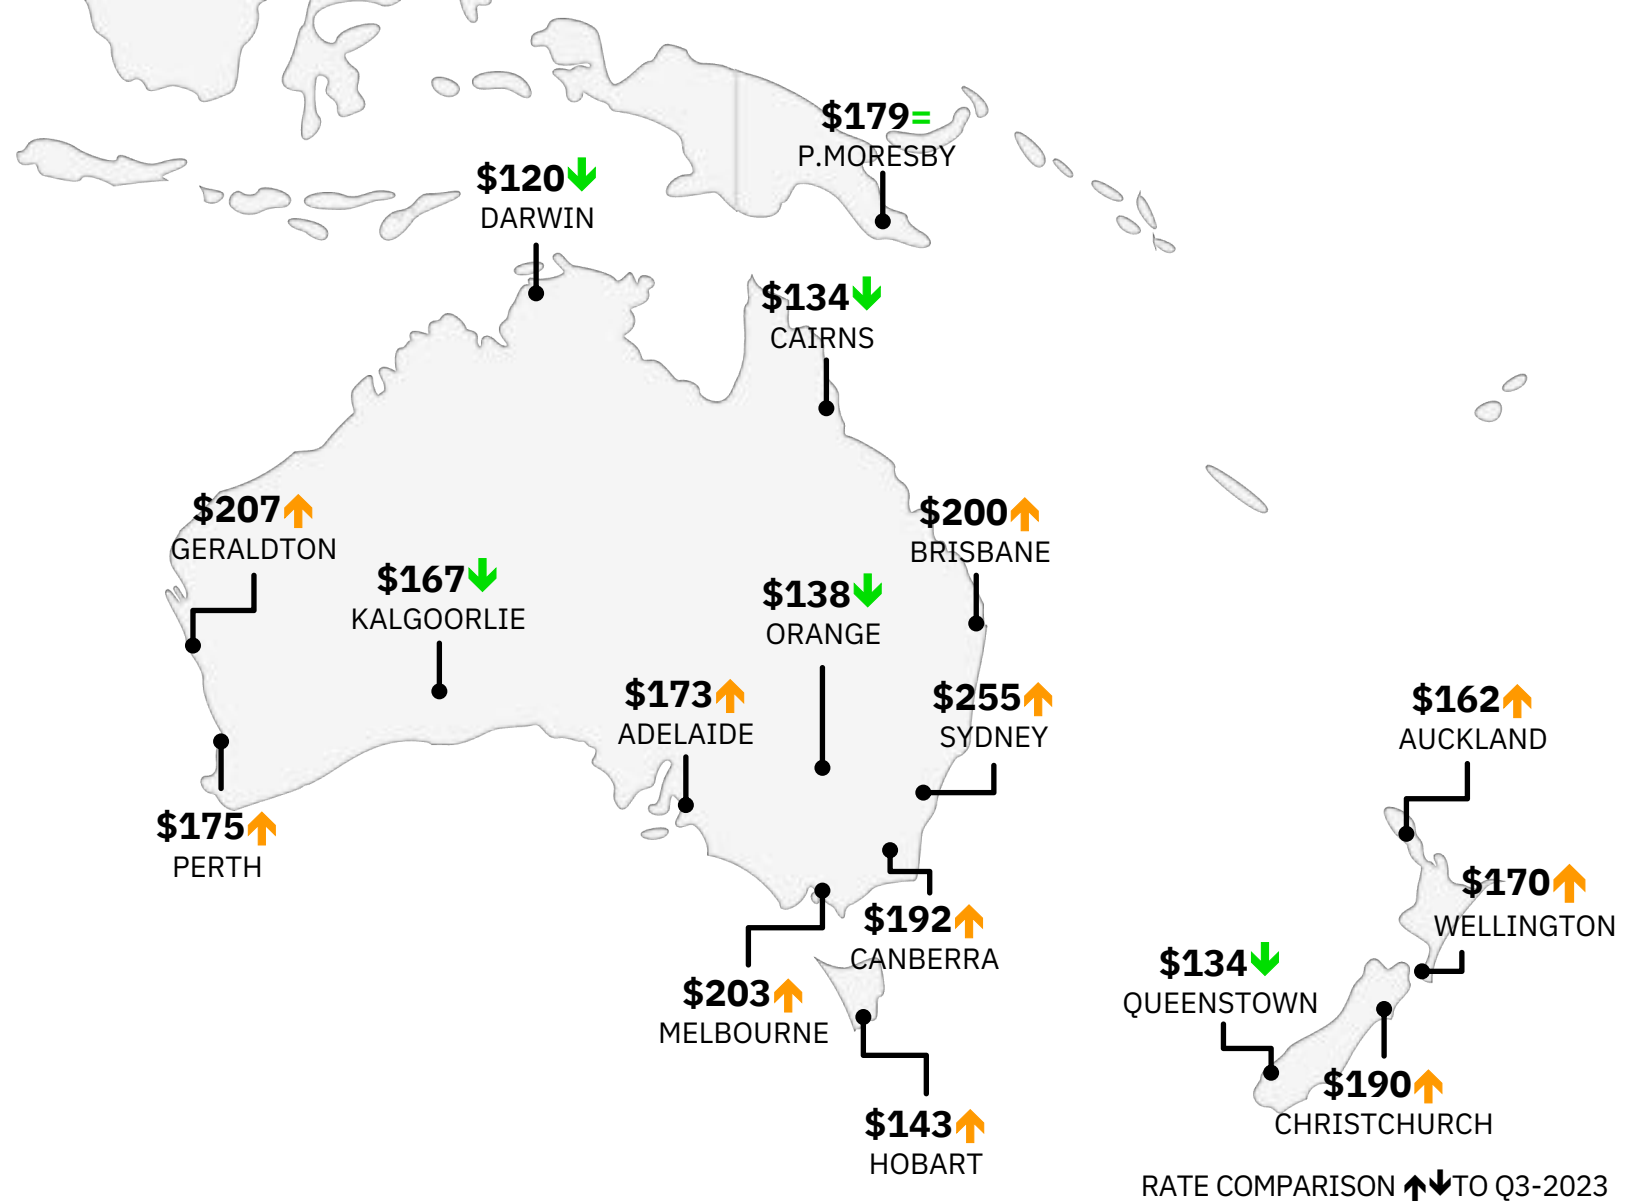 $179=
P.MORESBY
$120
DARWIN
$134
CAIRNS
$207
GERALDTON
$200
BRISBANE
$167
KALGOORLIE
$138
ORANGE
$173
ADELAIDE
$255
SYDNEY
$162
AUCKLAND
$175
PERTH
$170
WELLINGTON
$192
CANBERRA
$134
QUEENSTOWN
$203
MELBOURNE
$190
CHRISTCHURCH
$143
HOBART
RATE COMPARISON ↑↓TO Q3-2023